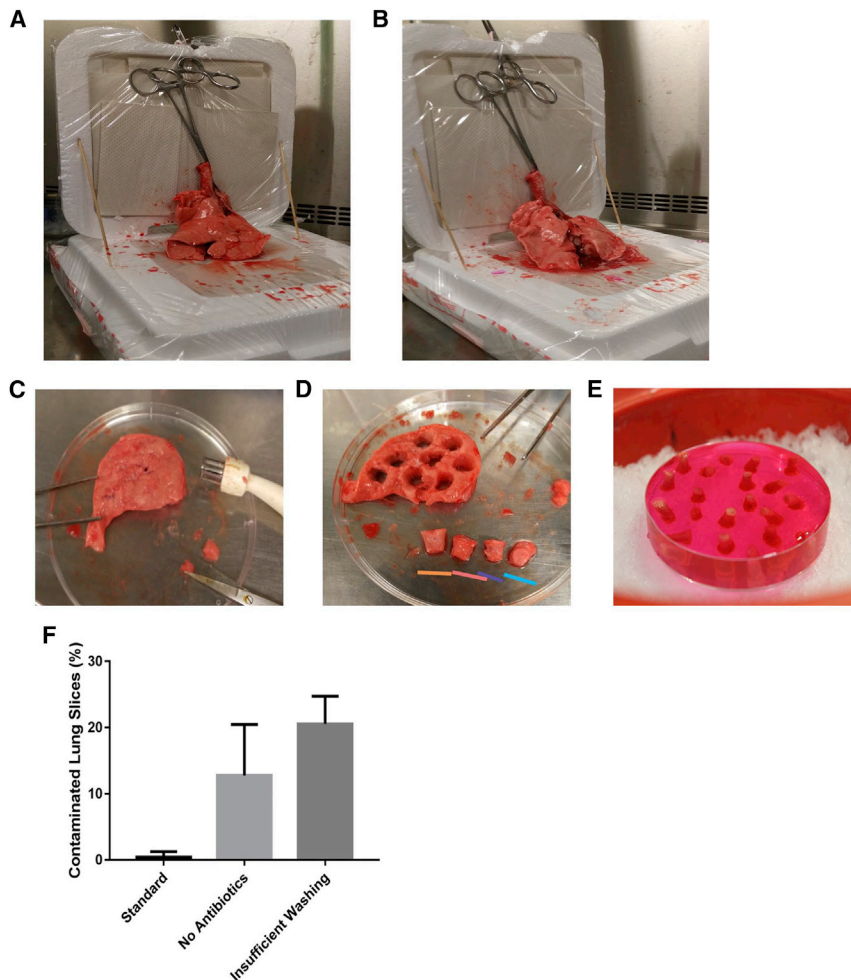 A
B
C
D
E
F
Contaminated Lung Slices (%)
30
20
10
0
Standard
No Antibiotics
Insufficient Washing